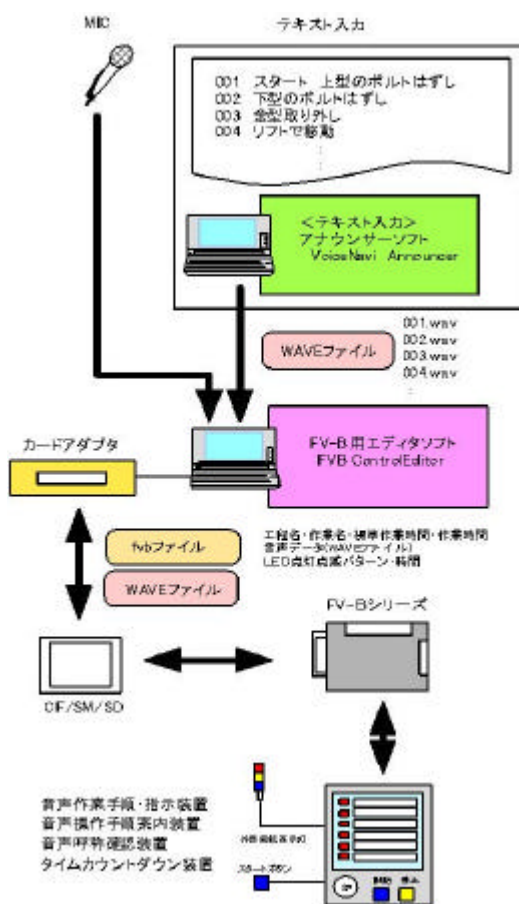 MIC
テキスト入力
001 スタート 上型のボルトはずし
002 下型のボルトはずし
003 金型取り外し
004 リフトで移動
<テキスト入力>
アナウンサーソフト
VoiceNavi Announcer
WAVEファイル
001.wav
002.wav
003.wav
004.wav
カードアダプタ
FV-B用エディタソフト
FVB ControlEditor
fvbファイル
WAVEファイル
工程名・作業名・標準作業時間・作業時間
音声データ(WAVEファイル)
LED点灯点滅パターン・時間
FV-Bシリーズ
CF/SM/SD
音声作業手順・指示装置
音声操作手順案内装置
音声呼称確認装置
タイムカウントダウン装置
スタートボタン